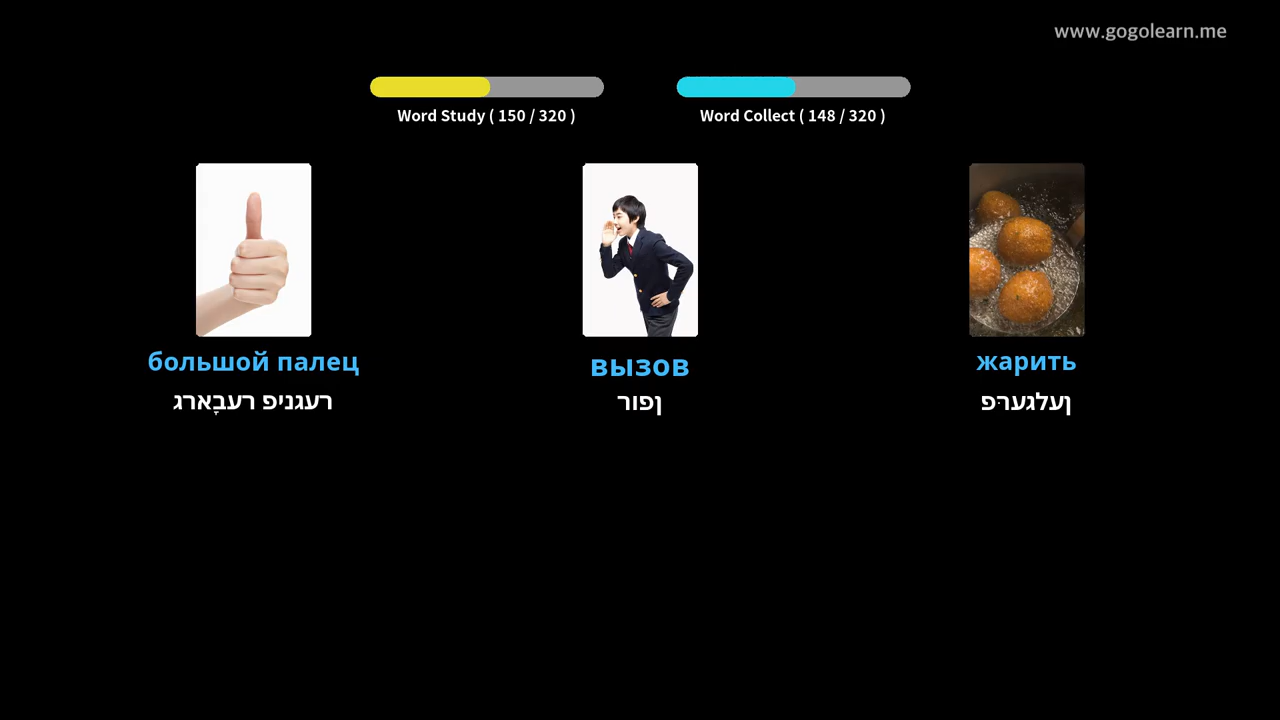 www.gogolearn.me
Word Study ( 150 / 320 )
Word Collect ( 148 / 320 )
большой палец
גראָבער פינגער
вызов
רופן
жарить
פּרעגלען